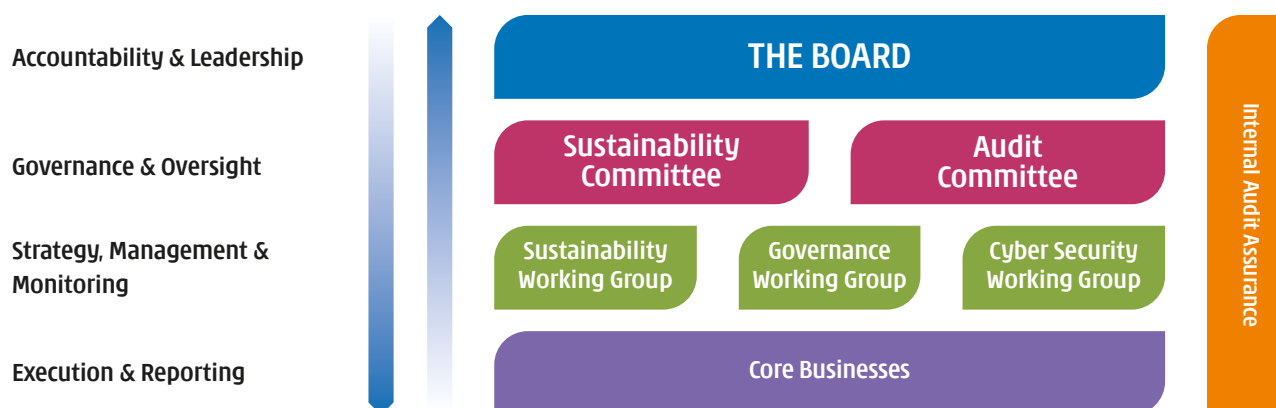 Accountability & Leadership
THE BOARD
Governance & Oversight
Sustainability
Committee
Audit
Committee
Strategy, Management &
Monitoring
Sustainability
Working Group
Governance
Working Group
Cyber Security
Working Group
Execution & Reporting
Core Businesses
Internal Audit Assurance